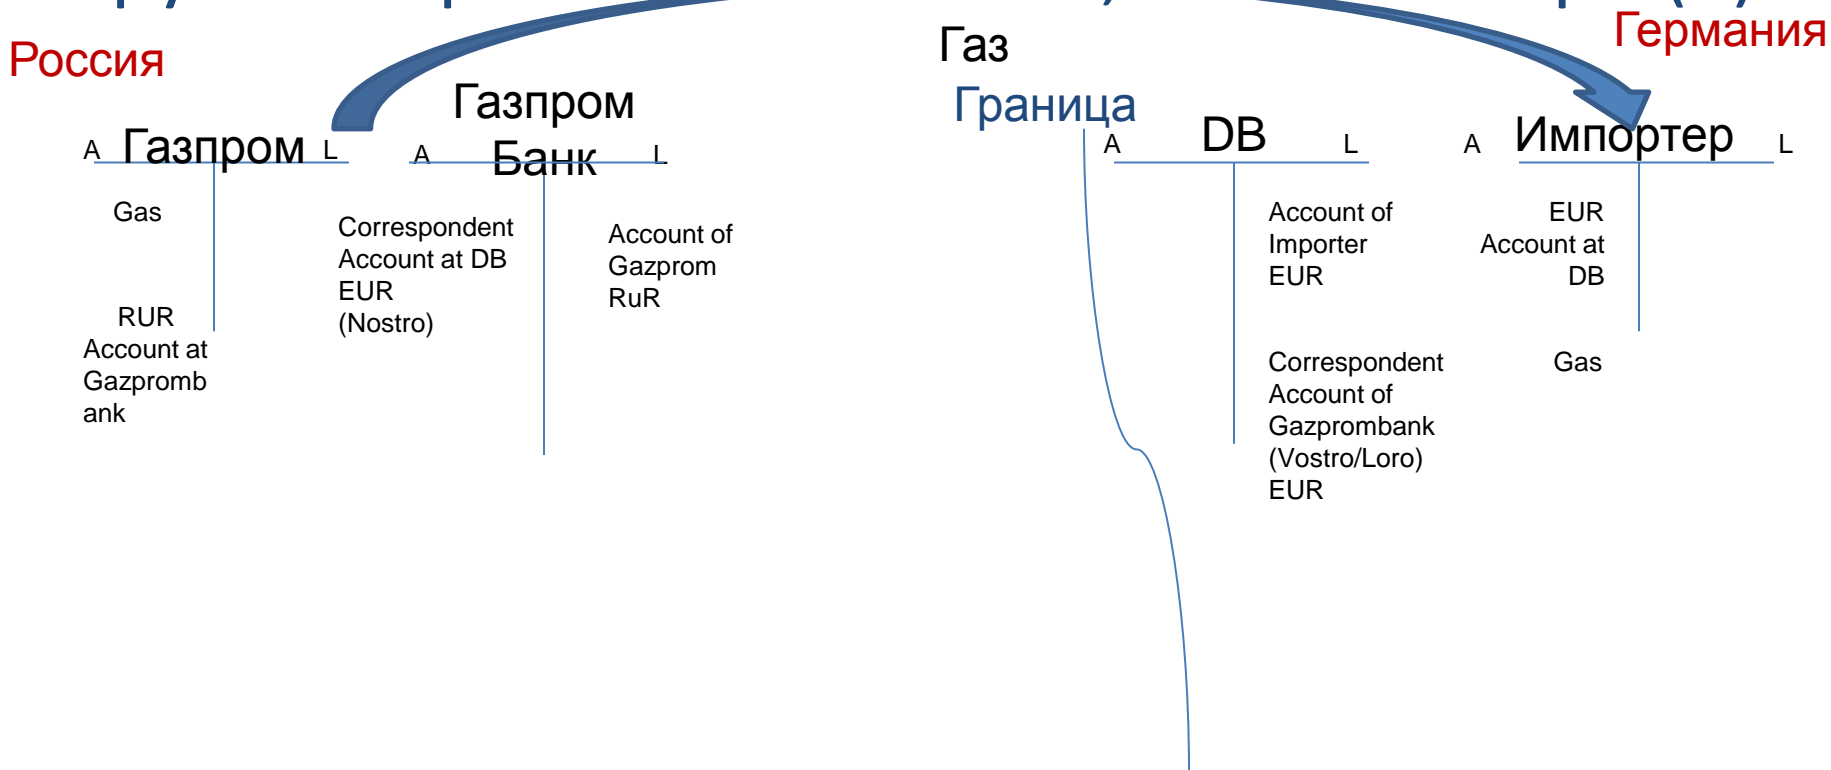 Россия
Газ
Германия
Граница
A Газпром L
Газпром
A Банк L
A DB L
A Импортер L
Gas
RUR
Account at
Gazpromb
ank
Correspondent
Account at DB
EUR
(Nostro)
Account of
Gazprom
RuR
Account of
Importer
EUR
Correspondent
Account of
Gazprombank
(Vostro/Loro)
EUR
EUR
Account at
DB
Gas